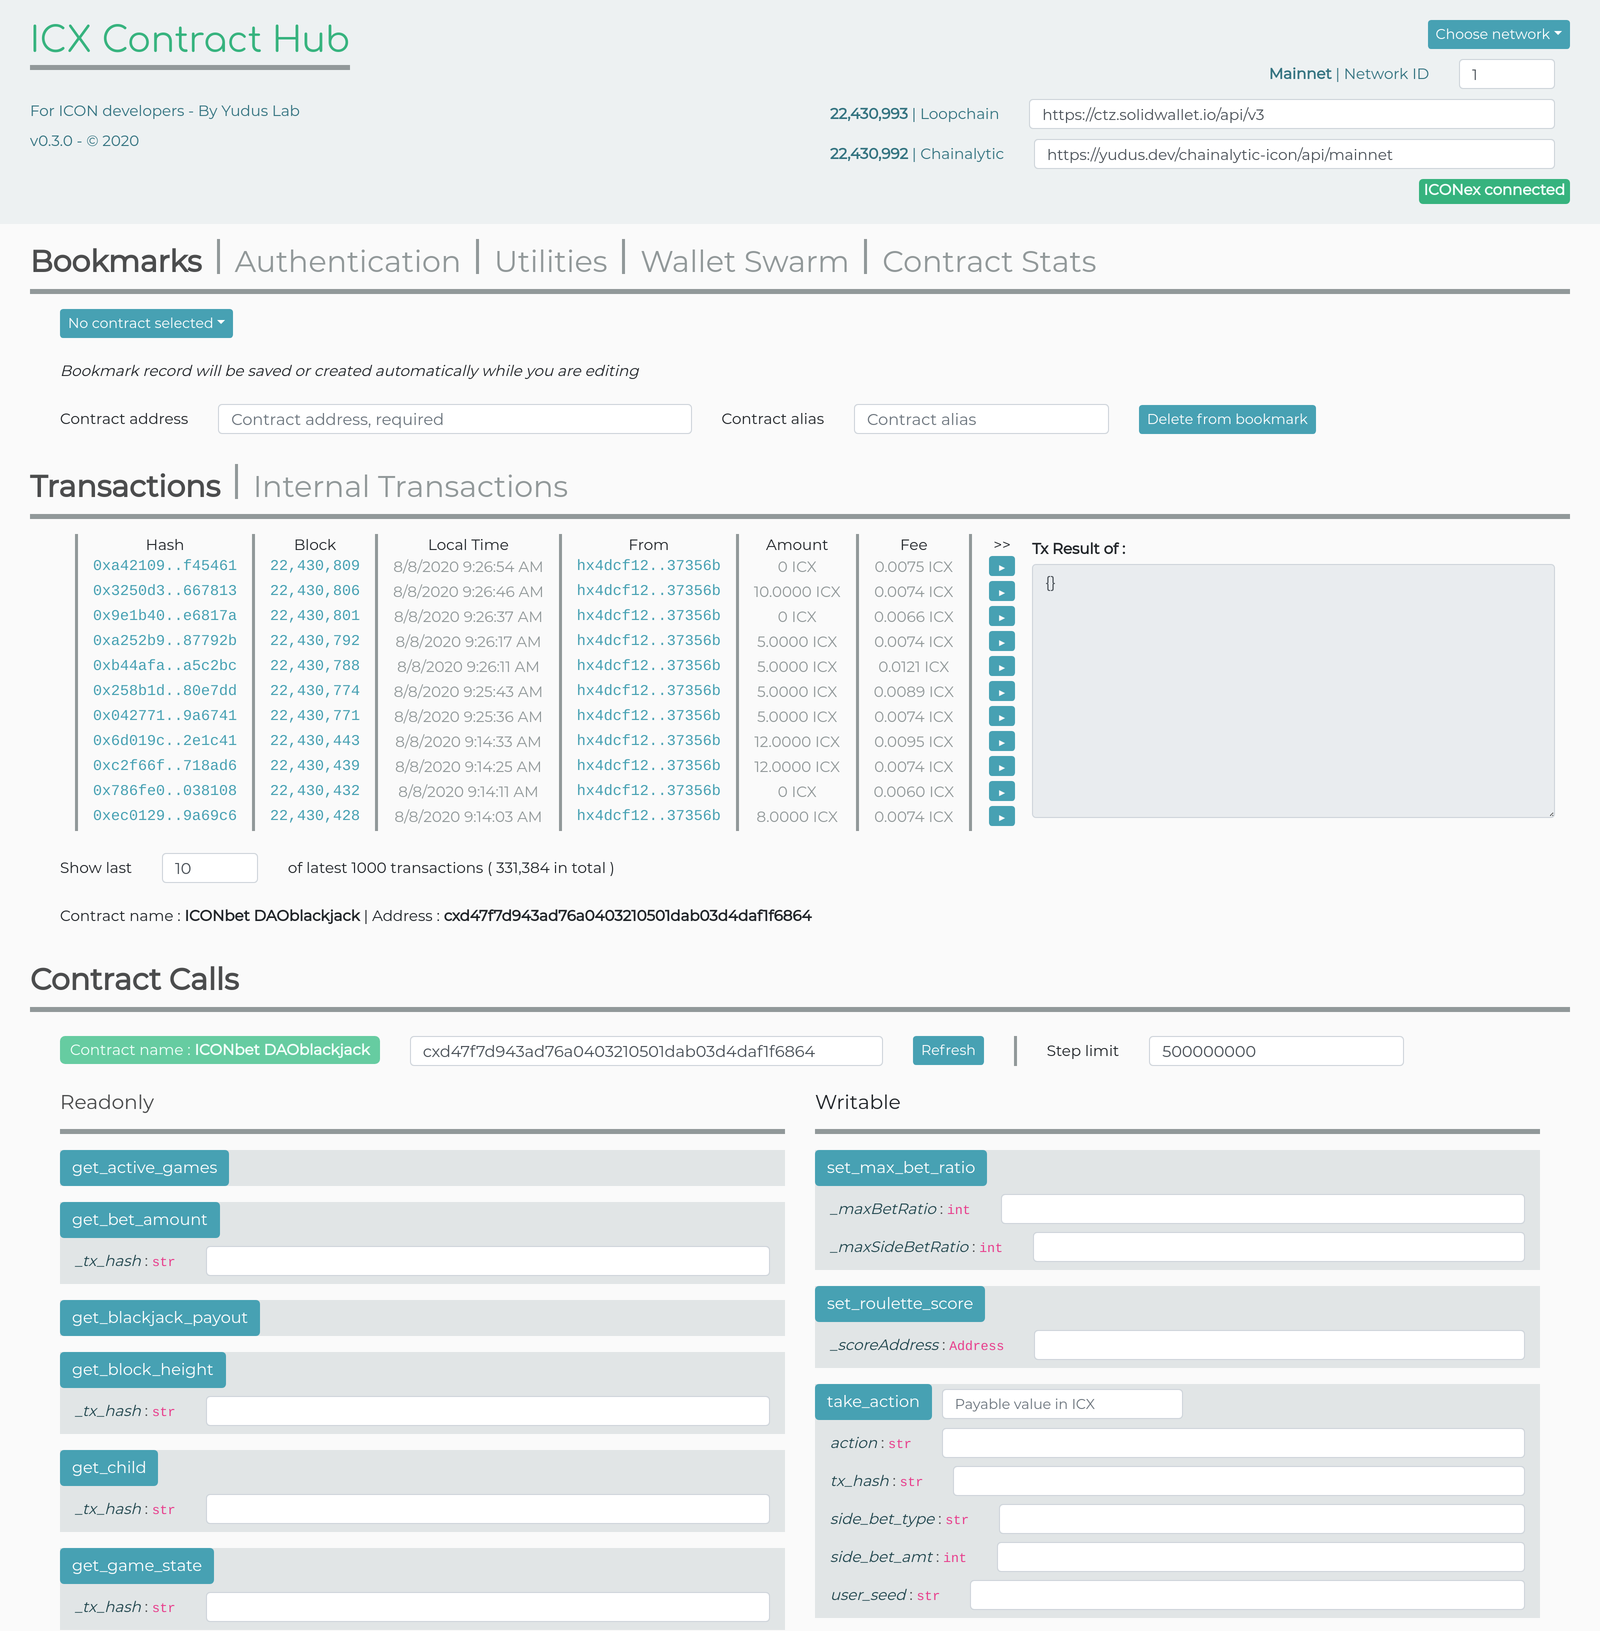 ICX Contract Hub
Choose network
Mainnet | Network ID 1
For ICON developers - By Yudus Lab
22,430,993 | Loopchain https://ctz.solidwallet.io/api/v3
v0.3.0 - © 2020
22,430,992 | Chainalytic https://yudus.dev/chainalytic-icon/api/mainnet
ICONex connected
Bookmarks | Authentication | Utilities | Wallet Swarm | Contract Stats
No contract selected
Bookmark record will be saved or created automatically while you are editing
Contract address Contract address, required Contract alias Contract alias Delete from bookmark
Transactions | Internal Transactions
Hash Block Local Time From Amount Fee >> Tx Result of :
0xa42109..f45461 22,430,809 8/8/2020 9:26:54 AM hx4dcf12..37356b 0 ICX 0.0075 ICX ▸ {}
0x3250d3..667813 22,430,806 8/8/2020 9:26:46 AM hx4dcf12..37356b 10.0000 ICX 0.0074 ICX ▸
0x9e1b40..e6817a 22,430,801 8/8/2020 9:26:37 AM hx4dcf12..37356b 0 ICX 0.0066 ICX ▸
0xa252b9..87792b 22,430,792 8/8/2020 9:26:17 AM hx4dcf12..37356b 5.0000 ICX 0.0074 ICX ▸
0xb44afa..a5c2bc 22,430,788 8/8/2020 9:26:11 AM hx4dcf12..37356b 5.0000 ICX 0.0121 ICX ▸
0x258b1d..80e7dd 22,430,774 8/8/2020 9:25:43 AM hx4dcf12..37356b 5.0000 ICX 0.0089 ICX ▸
0x042771..9a6741 22,430,771 8/8/2020 9:25:36 AM hx4dcf12..37356b 5.0000 ICX 0.0074 ICX ▸
0x6d019c..2e1c41 22,430,443 8/8/2020 9:14:33 AM hx4dcf12..37356b 12.0000 ICX 0.0095 ICX ▸
0xc2f66f..718ad6 22,430,439 8/8/2020 9:14:25 AM hx4dcf12..37356b 12.0000 ICX 0.0074 ICX ▸
0x786fe0..038108 22,430,432 8/8/2020 9:14:11 AM hx4dcf12..37356b 0 ICX 0.0060 ICX ▸
0xec0129..9a69c6 22,430,428 8/8/2020 9:14:03 AM hx4dcf12..37356b 8.0000 ICX 0.0074 ICX ▸
Show last 10 of latest 1000 transactions ( 331,384 in total )
Contract name : ICONbet DAOblackjack | Address : cxd47f7d943ad76a0403210501dab03d4daf1f6864
Contract Calls
Contract name : ICONbet DAOblackjack cxd47f7d943ad76a0403210501dab03d4daf1f6864 Refresh | Step limit 500000000
Readonly
get_active_games
get_bet_amount
_tx_hash : str
get_blackjack_payout
get_block_height
_tx_hash : str
get_child
_tx_hash : str
get_game_state
_tx_hash : str
Writable
set_max_bet_ratio
_maxBetRatio : int
_maxSideBetRatio : int
set_roulette_score
_scoreAddress : Address
take_action Payable value in ICX
action : str
tx_hash : str
side_bet_type : str
side_bet_amt : int
user_seed : str